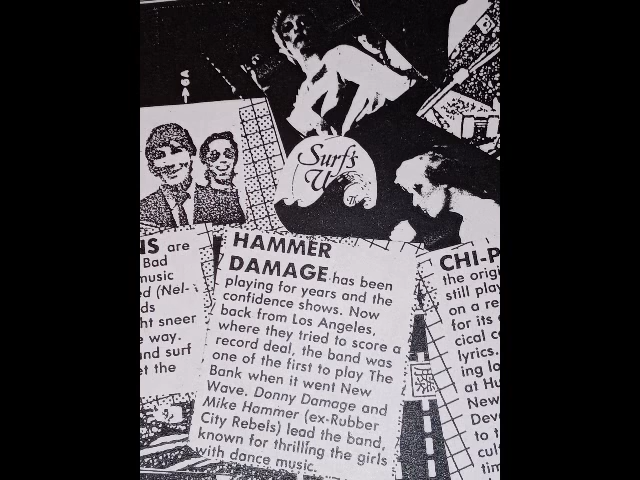 Surf's
U
NS are
Bad
music
ed (Nel-
ds
ht sneer
e way.
and surf
et the
HAMMER
DAMAGE has been
playing for years and the
confidence shows. Now
back from Los Angeles,
where they tried to score a
record deal, the band was
one of the first to play The
Bank when it went New
Wave. Donny Damage and
Mike Hammer (ex-Rubber
City Rebels) lead the band,
known for thrilling the girls
with dance music.
CHI-P
the origi
still play
on a re
for its
cical c
lyrics.
ing lo
at Hu
New
Dev
to t
cul
tim